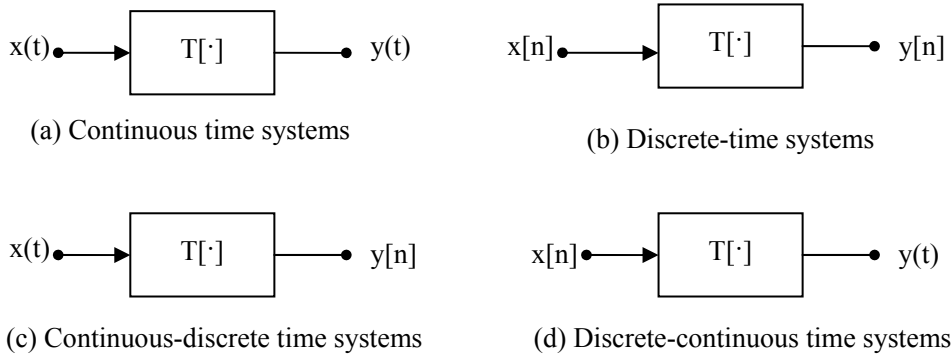 x(t) T[·] y(t)
x[n] T[·] y[n]
(a) Continuous time systems
(b) Discrete-time systems
x(t) T[·] y[n]
x[n] T[·] y(t)
(c) Continuous-discrete time systems
(d) Discrete-continuous time systems